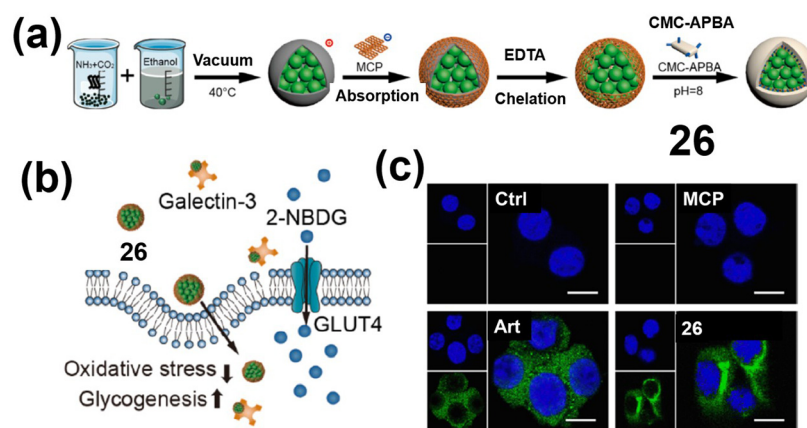 (a)
NH3+CO2
Ethanol
Vacuum
40°C
MCP
Absorption
EDTA
Chelation
CMC-APBA
CMC-APBA
pH=8
26
(b)
Galectin-3
2-NBDG
26
GLUT4
Oxidative stress
Glycogenesis
(c)
Ctrl
MCP
Art
26